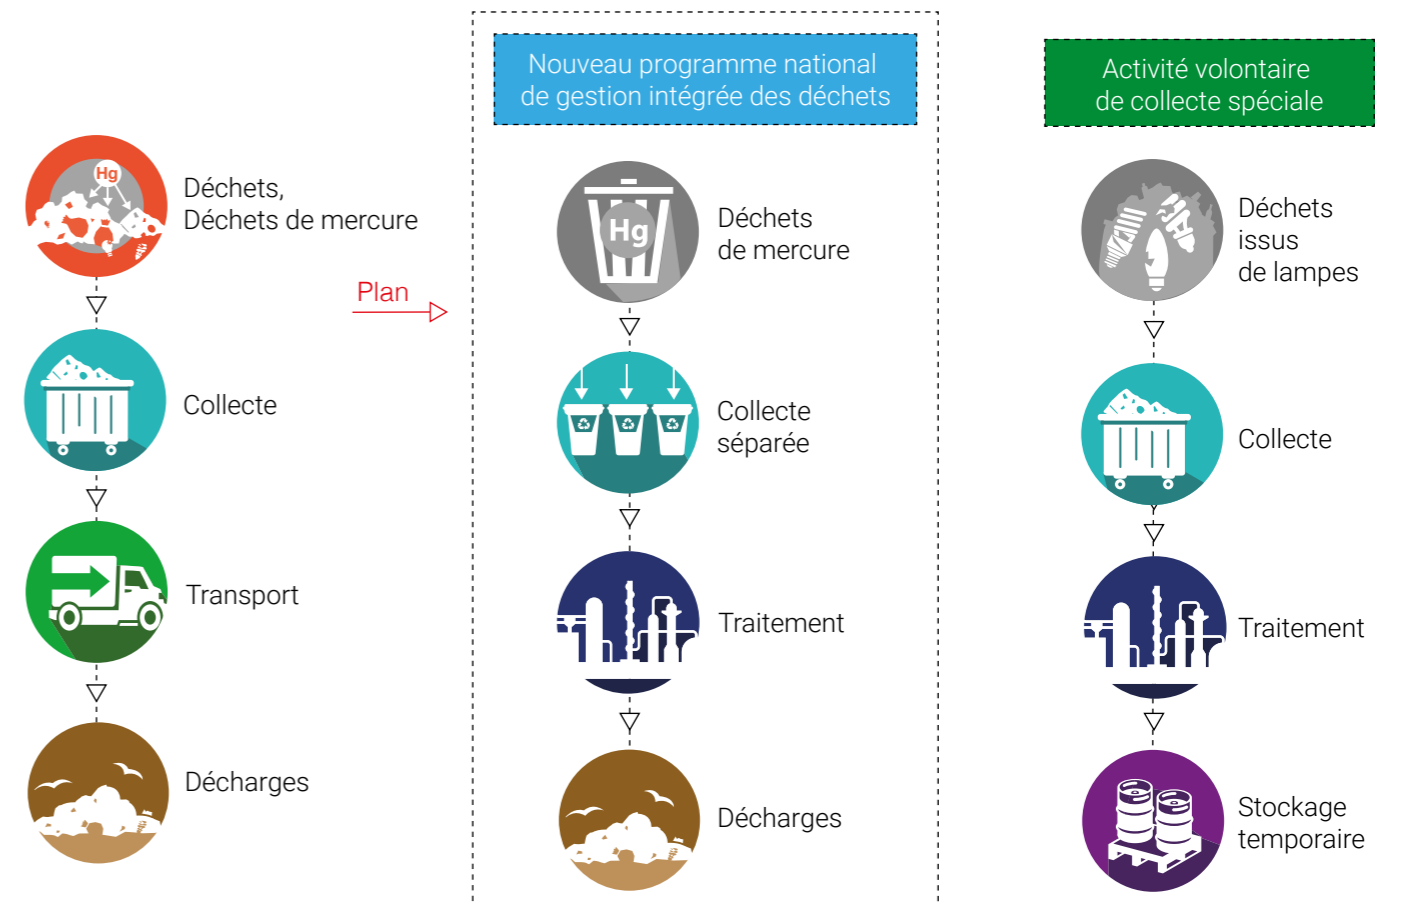 Nouveau programme national
de gestion intégrée des déchets
Activité volontaire
de collecte spéciale
Hg
Déchets,
Déchets de mercure
Collecte
Transport
Décharges
Plan
Hg
Déchets
de mercure
Collecte
séparée
Traitement
Décharges
Déchets
issus
de lampes
Collecte
Traitement
Stockage
temporaire